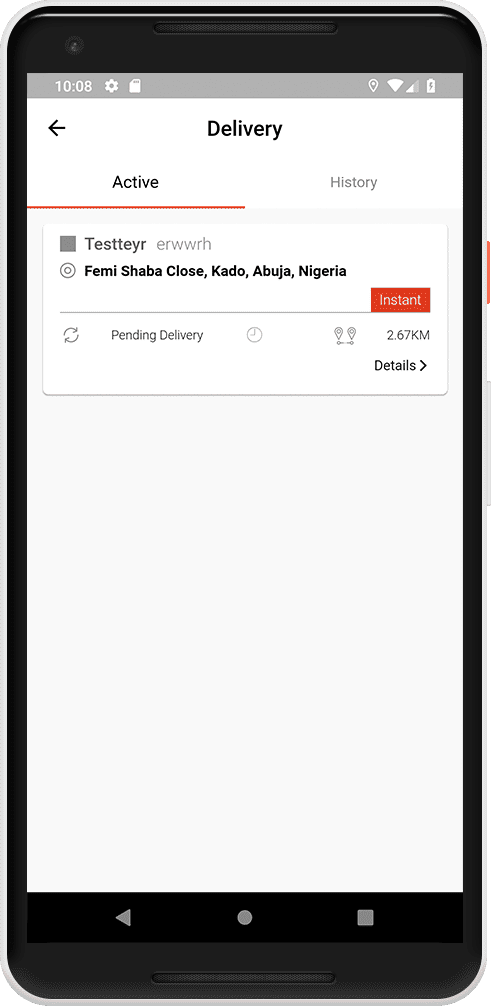 10:08
Delivery
Active
History
Testteyr erwwrh
Femi Shaba Close, Kado, Abuja, Nigeria
Instant
Pending Delivery
2.67KM
Details